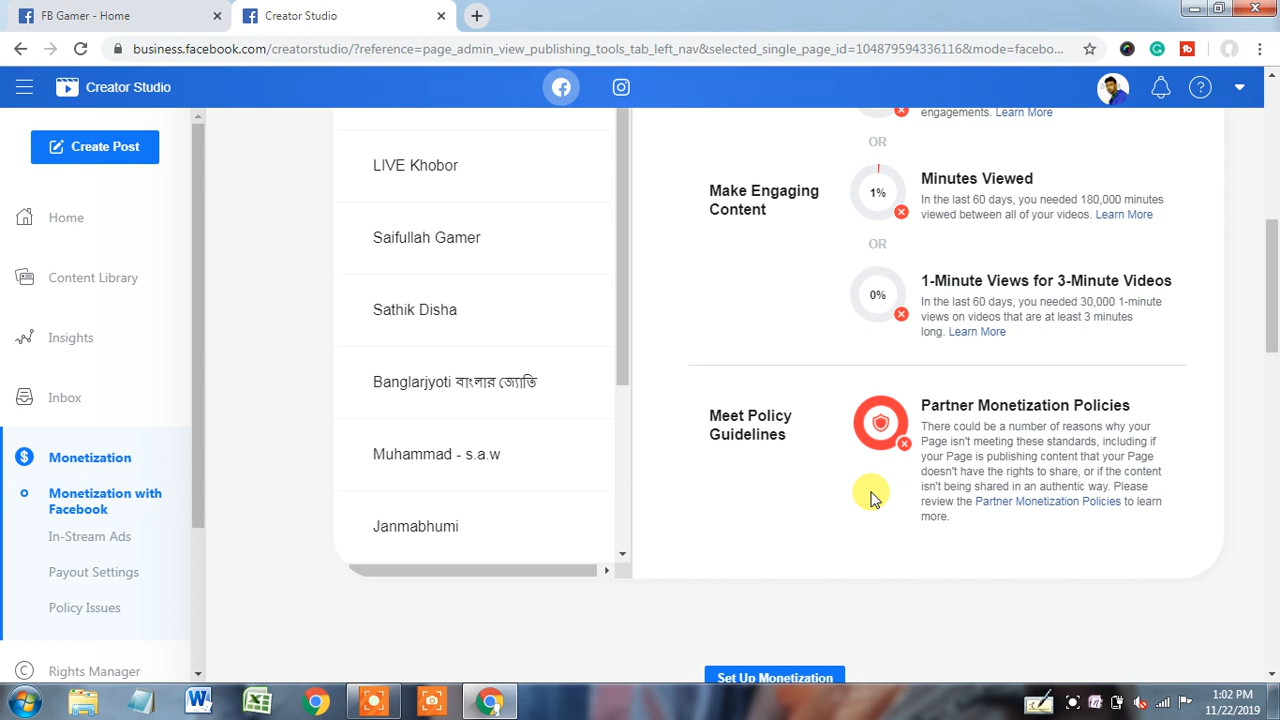 FB Gamer - Home
Creator Studio
business.facebook.com/creatorstudio/?reference=page_admin_view_publishing_tools_tab_left_nav&selected_single_page_id=104879594336116&mode=facebo...
Creator Studio
Create Post
Home
Content Library
Insights
Inbox
Monetization
Monetization with
Facebook
In-Stream Ads
Payout Settings
Policy Issues
Rights Manager
LIVE Khobor
Saifullah Gamer
Sathik Disha
Banglarjyoti বাংলার জ্যোতি
Muhammad - s.a.w
Janmabhumi
engagements. Learn More
OR
Make Engaging
Content
1%
Minutes Viewed
In the last 60 days, you needed 180,000 minutes
viewed between all of your videos. Learn More
OR
0%
1-Minute Views for 3-Minute Videos
In the last 60 days, you needed 30,000 1-minute
views on videos that are at least 3 minutes
long. Learn More
Meet Policy
Guidelines
Partner Monetization Policies
There could be a number of reasons why your
Page isn't meeting these standards, including if
your Page is publishing content that your Page
doesn't have the rights to share, or if the content
isn't being shared in an authentic way. Please
review the Partner Monetization Policies to learn
more.
Set Up Monetization
1:02 PM
11/22/2019